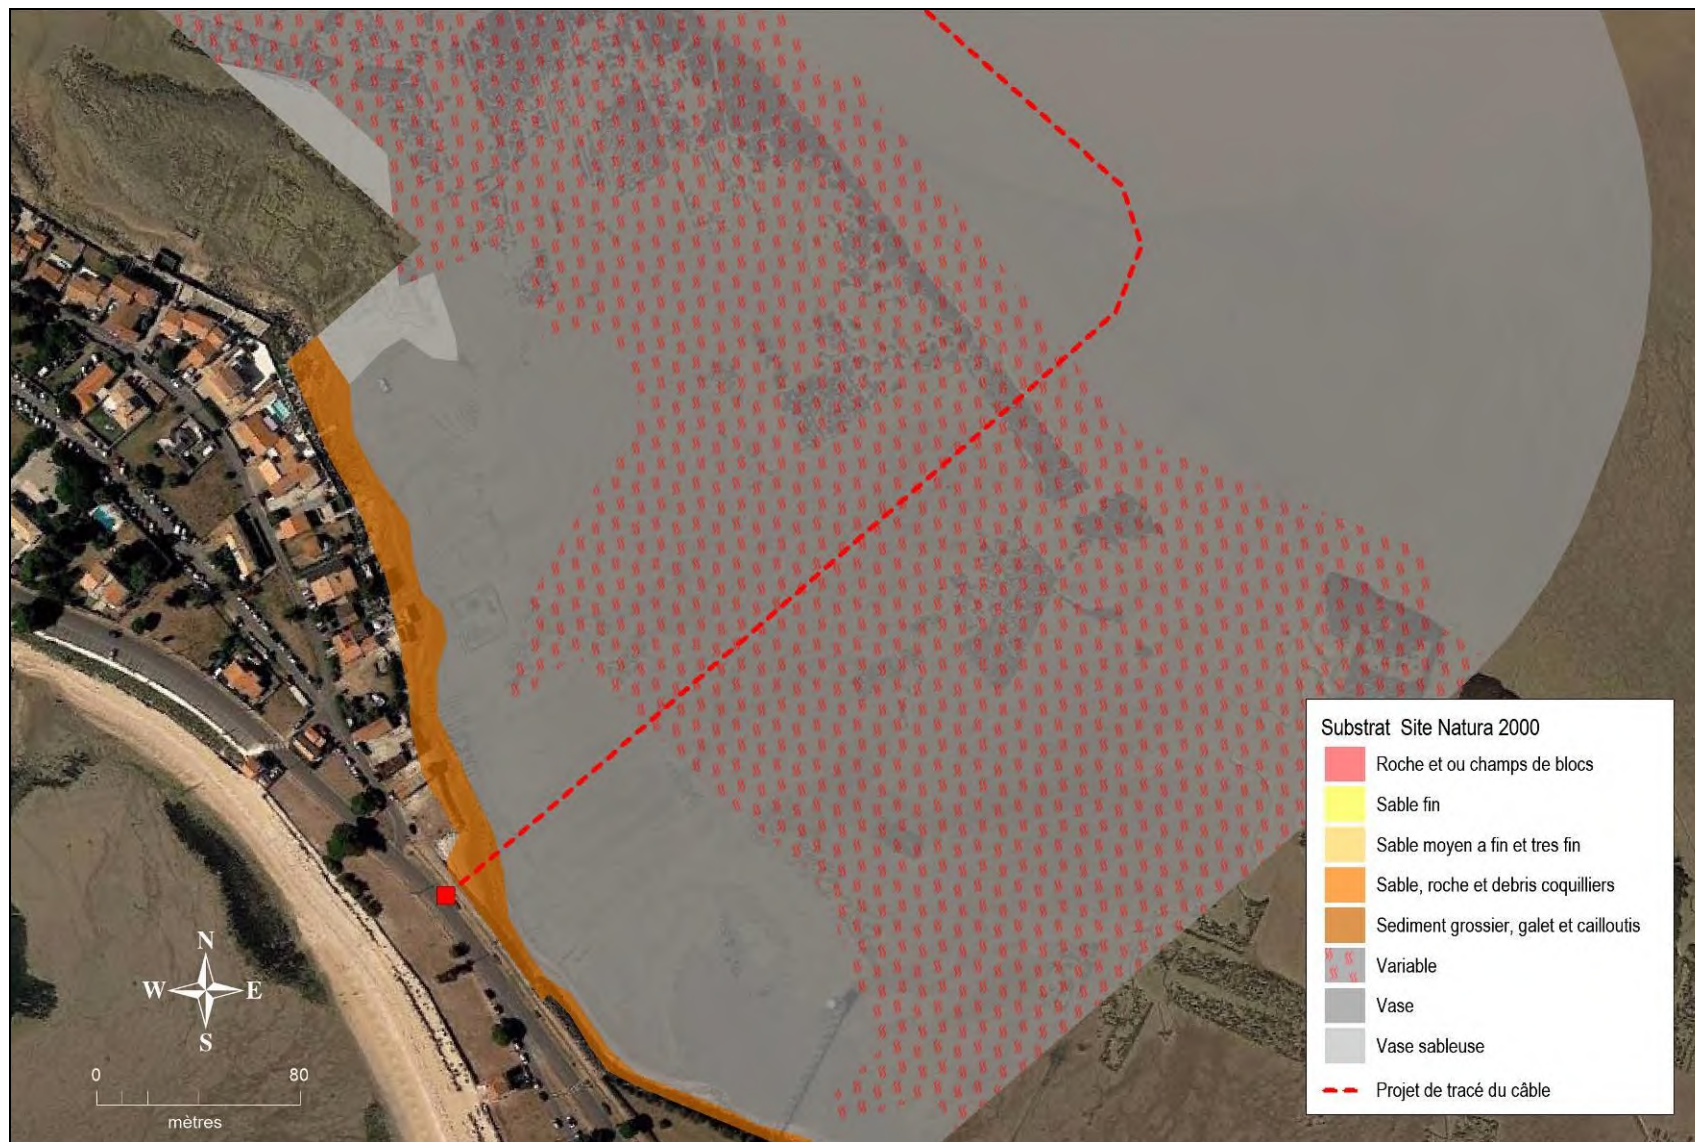 Substrat Site Natura 2000
Roche et ou champs de blocs
Sable fin
Sable moyen a fin et tres fin
Sable, roche et debris coquilliers
Sediment grossier, galet et cailloutis
Variable
Vase
Vase sableuse
Projet de tracé du câble
N
W E
S
0 80
mètres